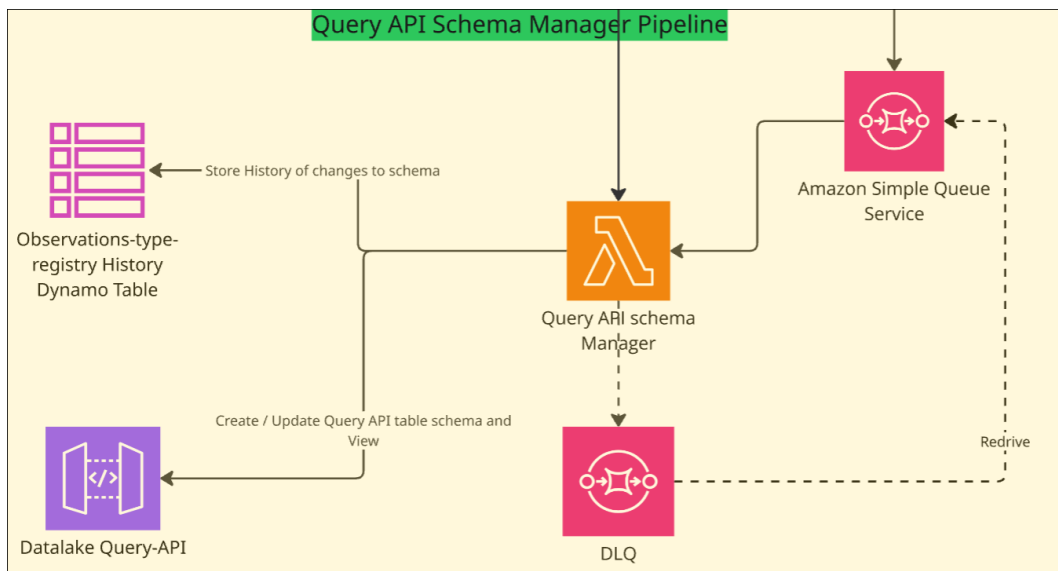 Query API Schema Manager Pipeline
Store History of changes to schema
Amazon Simple Queue
Service
Observations-type-
registry History
Dynamo Table
Query API schema
Manager
Create / Update Query API table schema and
View
Redrive
Datalake Query-API
DLQ